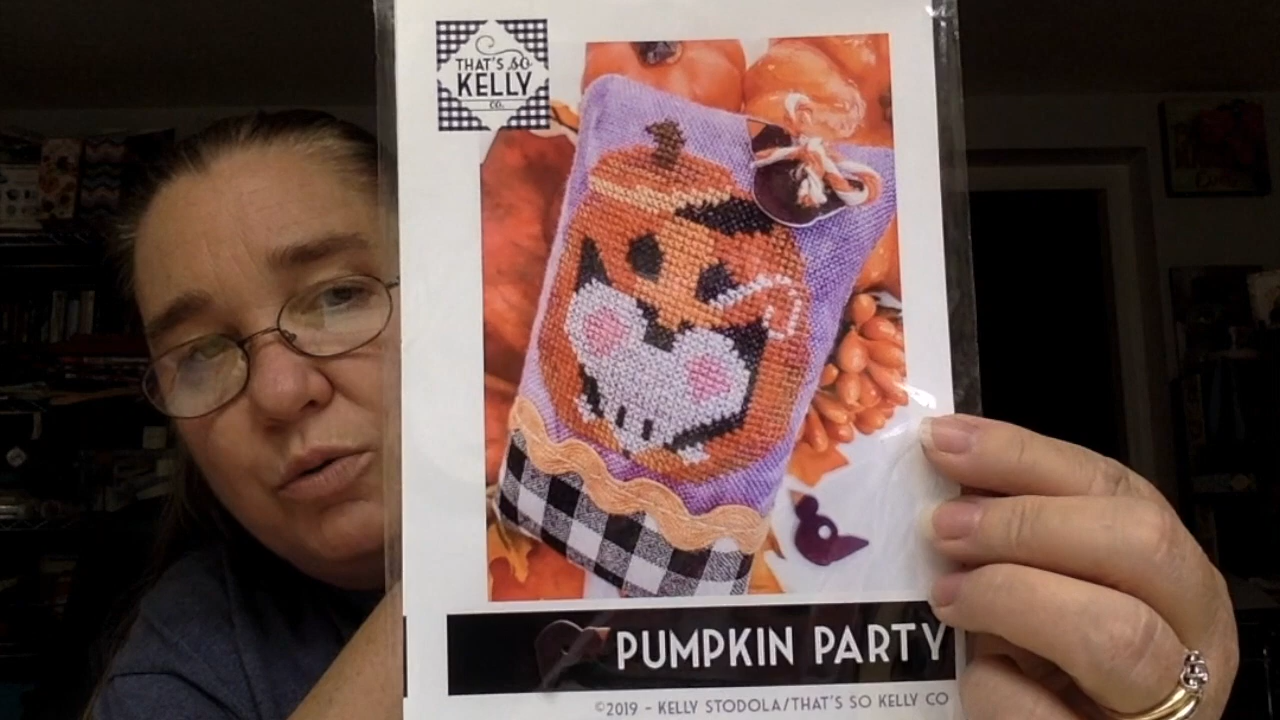 THAT'S SO
KELLY
CO.
PUMPKIN PARTY
©2019 - KELLY STODOLA/THAT'S SO KELLY CO